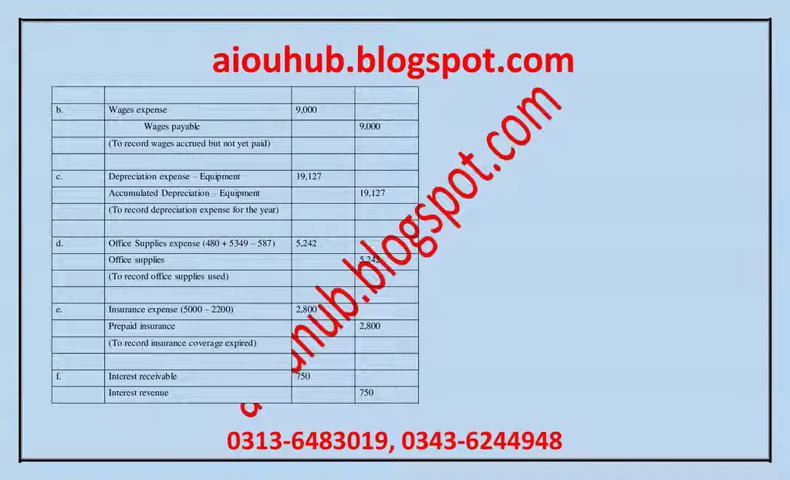 aiouhub.blogspot.com
b. Wages expense 9,000
Wages payable 9,000
(To record wages accrued but not yet paid)
c. Depreciation expense – Equipment 19,127
Accumulated Depreciation – Equipment 19,127
(To record depreciation expense for the year)
d. Office Supplies expense (480 + 5349 – 587) 5,242
Office supplies 5,242
(To record office supplies used)
e. Insurance expense (5000 – 2200) 2,800
Prepaid insurance 2,800
(To record insurance coverage expired)
f. Interest receivable 750
Interest revenue 750
aiouhub.blogspot.com
0313-6483019, 0343-6244948